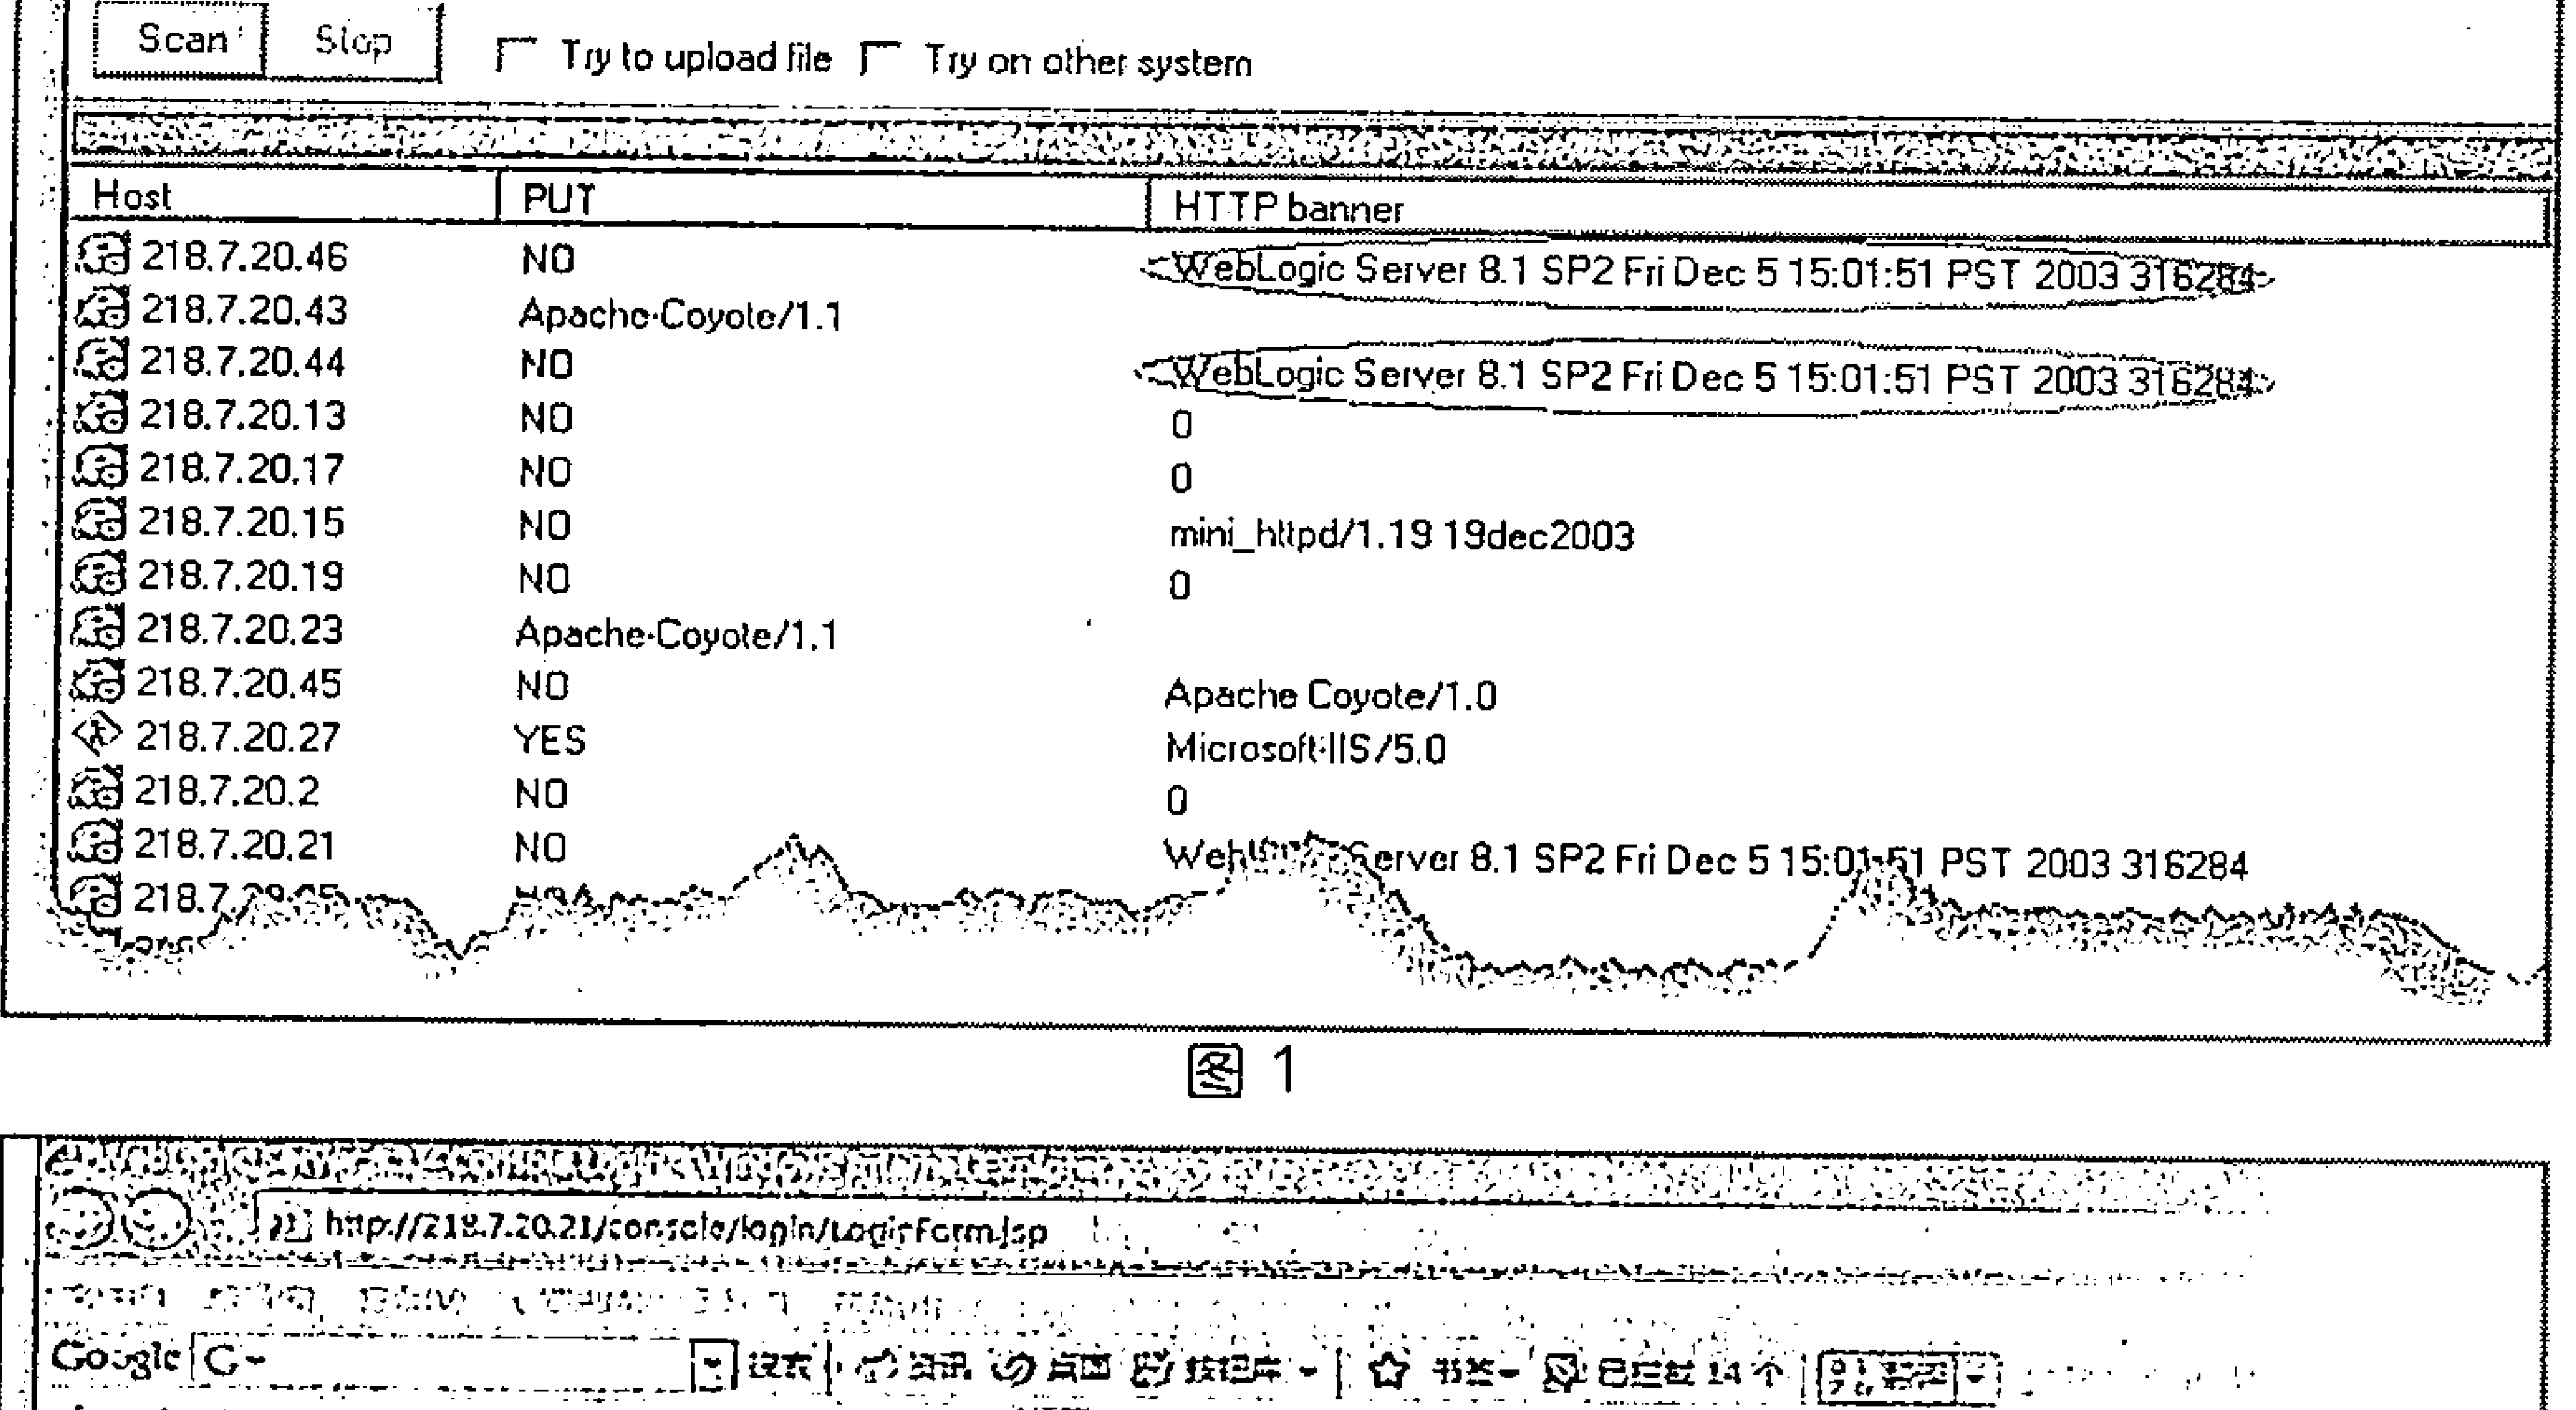 Scan Stop Try to upload file Try on other system
Host PUT HTTP banner
218.7.20.46 NO WebLogic Server 8.1 SP2 Fri Dec 5 15:01:51 PST 2003 316284
218.7.20.43 Apache-Coyote/1.1
218.7.20.44 NO WebLogic Server 8.1 SP2 Fri Dec 5 15:01:51 PST 2003 316284
218.7.20.13 NO 0
218.7.20.17 NO 0
218.7.20.15 NO mini_httpd/1.19 19dec2003
218.7.20.19 NO 0
218.7.20.23 Apache-Coyote/1.1
218.7.20.45 NO Apache Coyote/1.0
218.7.20.27 YES Microsoft-IIS/5.0
218.7.20.2 NO 0
218.7.20.21 NO Server 8.1 SP2 Fri Dec 5 15:01:51 PST 2003 316284
图 1
http://218.7.20.21/console/login/LoginForm.jsp
Google G